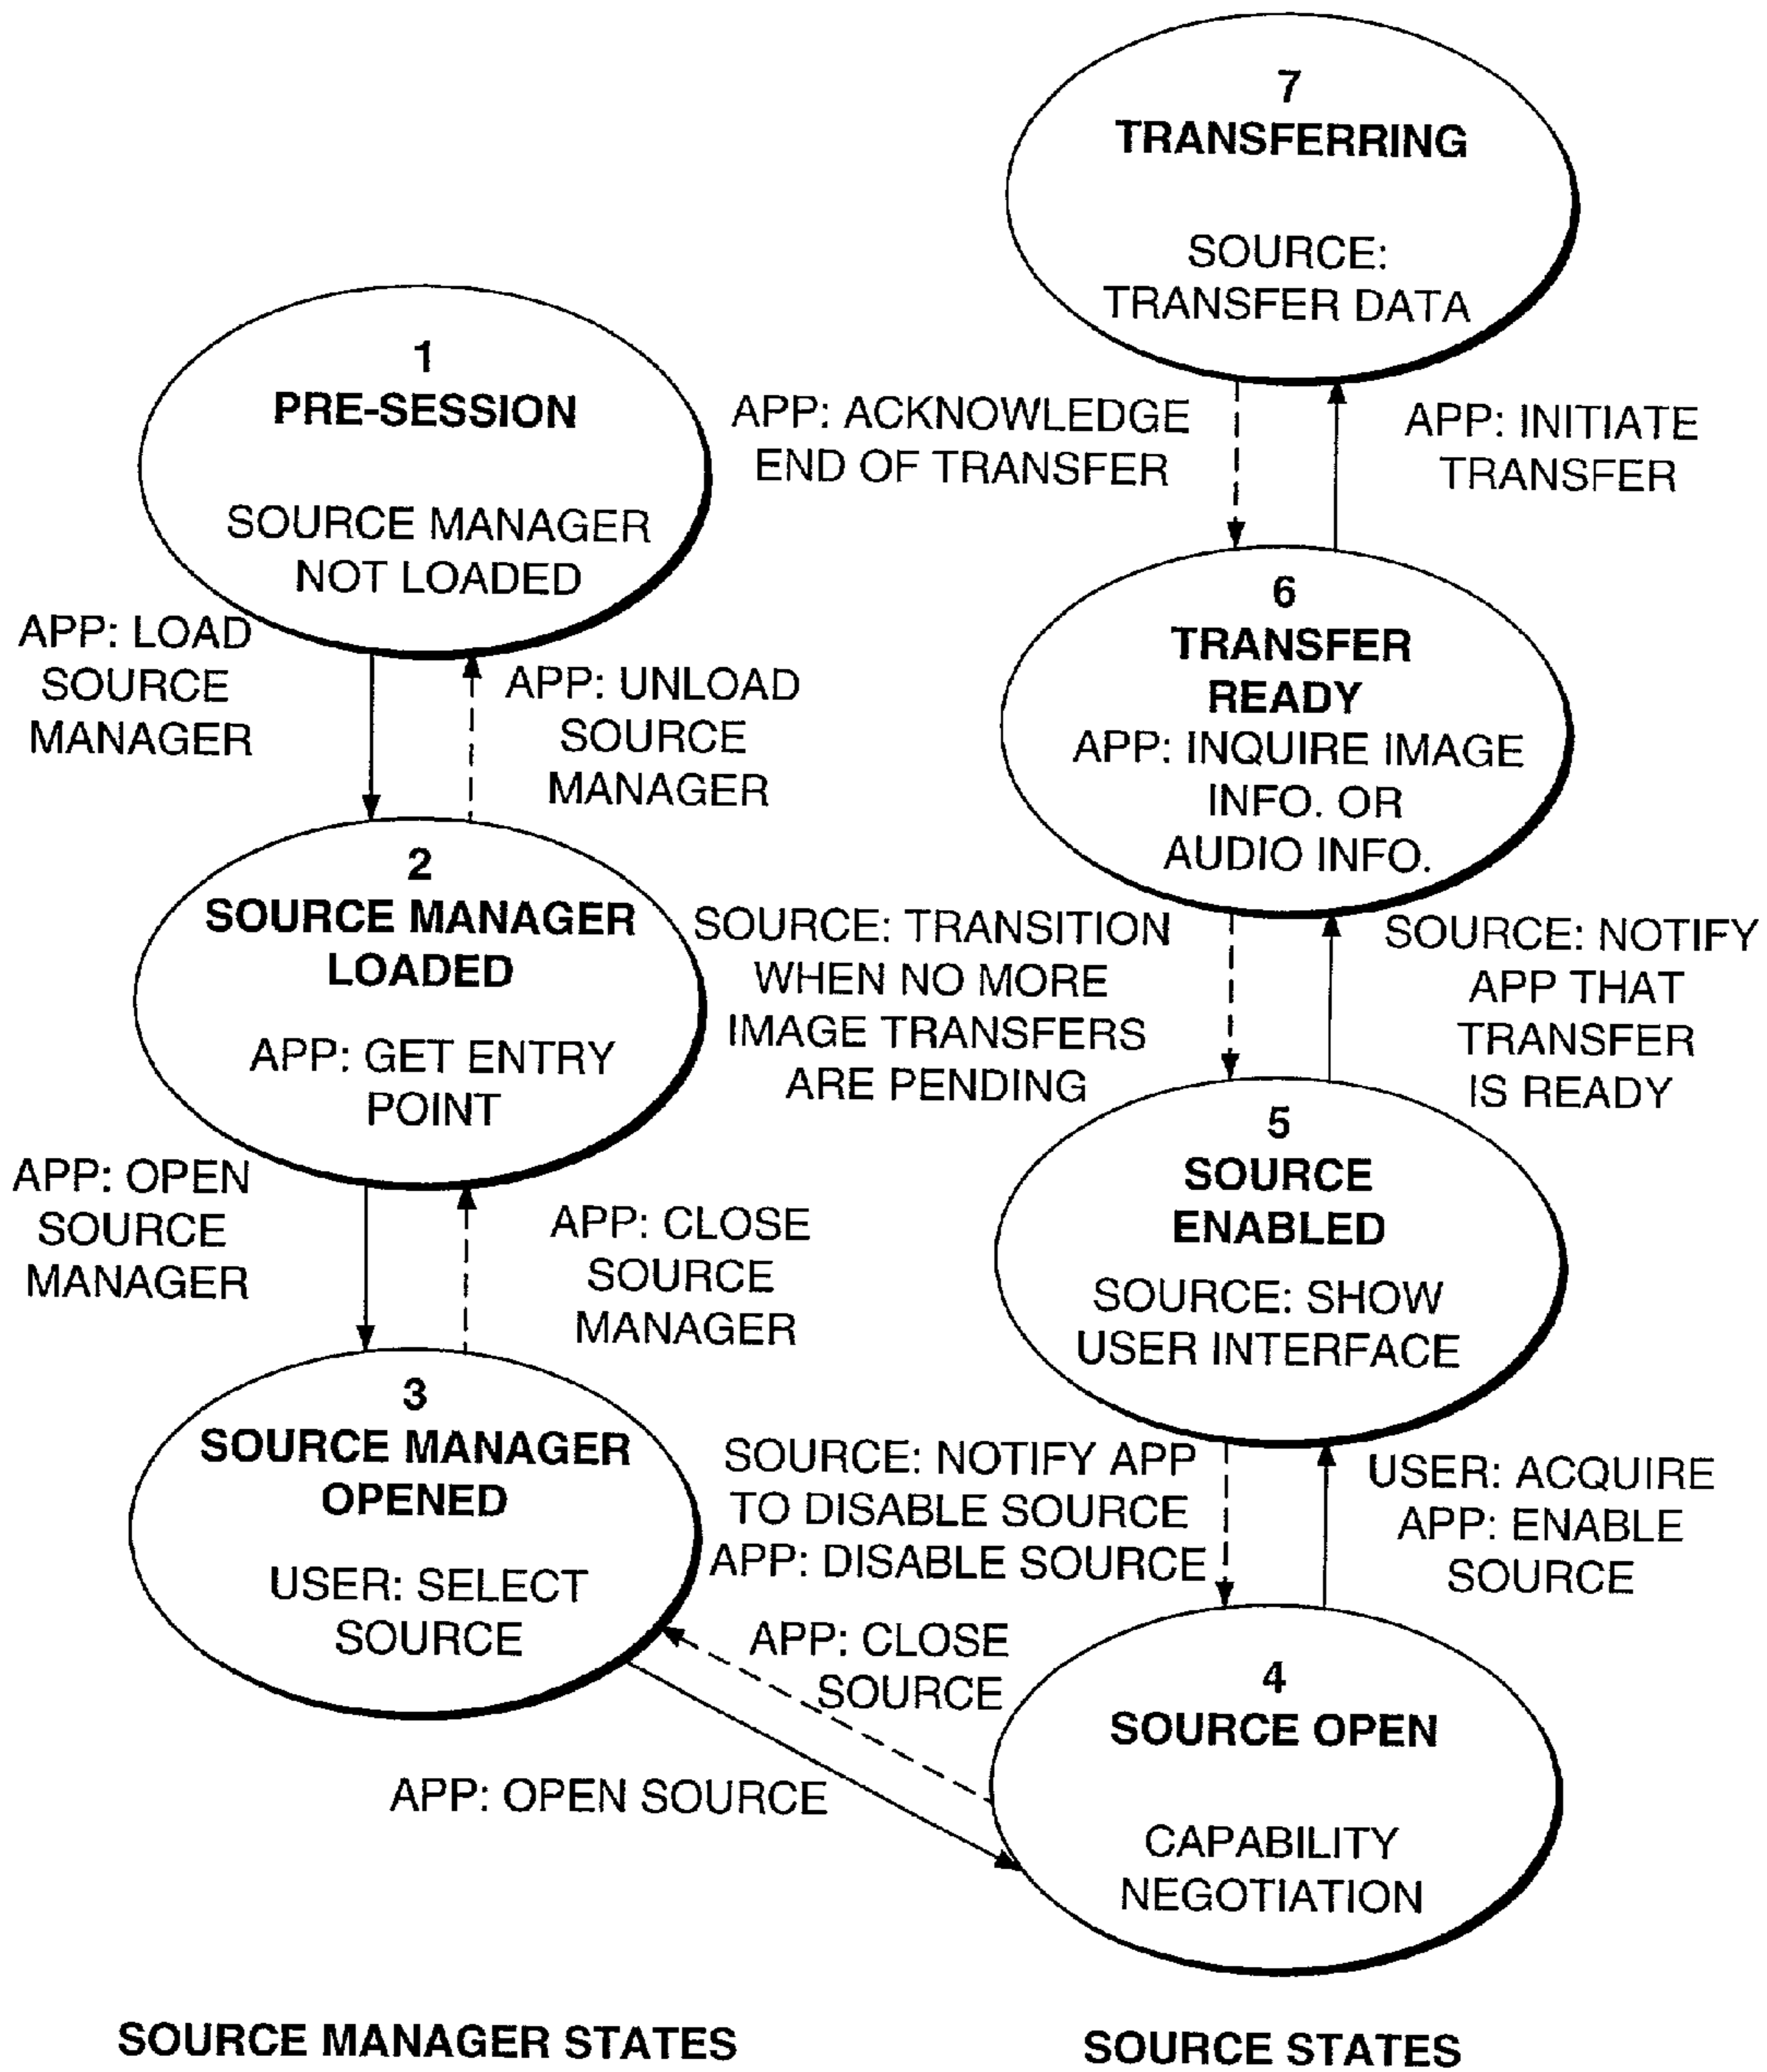 1
PRE-SESSION
SOURCE MANAGER
NOT LOADED
APP: LOAD
SOURCE
MANAGER
APP: UNLOAD
SOURCE
MANAGER
2
SOURCE MANAGER
LOADED
APP: GET ENTRY
POINT
APP: OPEN
SOURCE
MANAGER
APP: CLOSE
SOURCE
MANAGER
3
SOURCE MANAGER
OPENED
USER: SELECT
SOURCE
APP: CLOSE
SOURCE
APP: OPEN SOURCE
SOURCE MANAGER STATES
7
TRANSFERRING
SOURCE:
TRANSFER DATA
APP: ACKNOWLEDGE
END OF TRANSFER
APP: INITIATE
TRANSFER
6
TRANSFER
READY
APP: INQUIRE IMAGE
INFO. OR
AUDIO INFO.
SOURCE: TRANSITION
WHEN NO MORE
IMAGE TRANSFERS
ARE PENDING
SOURCE: NOTIFY
APP THAT
TRANSFER
IS READY
5
SOURCE
ENABLED
SOURCE: SHOW
USER INTERFACE
SOURCE: NOTIFY APP
TO DISABLE SOURCE
APP: DISABLE SOURCE
USER: ACQUIRE
APP: ENABLE
SOURCE
4
SOURCE OPEN
CAPABILITY
NEGOTIATION
SOURCE STATES